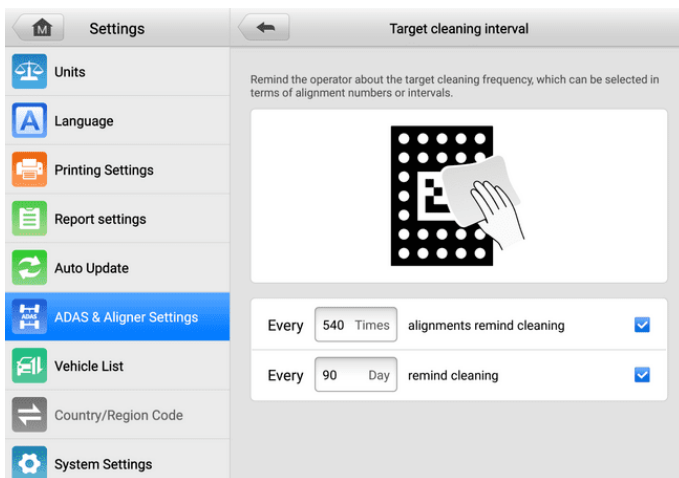 M
Settings
Target cleaning interval
Units
Remind the operator about the target cleaning frequency, which can be selected in
terms of alignment numbers or intervals.
A
Language
Printing Settings
Report settings
Auto Update
ADAS
ADAS & Aligner Settings
Every 540 Times alignments remind cleaning
Vehicle List
Every 90 Day remind cleaning
Country/Region Code
System Settings